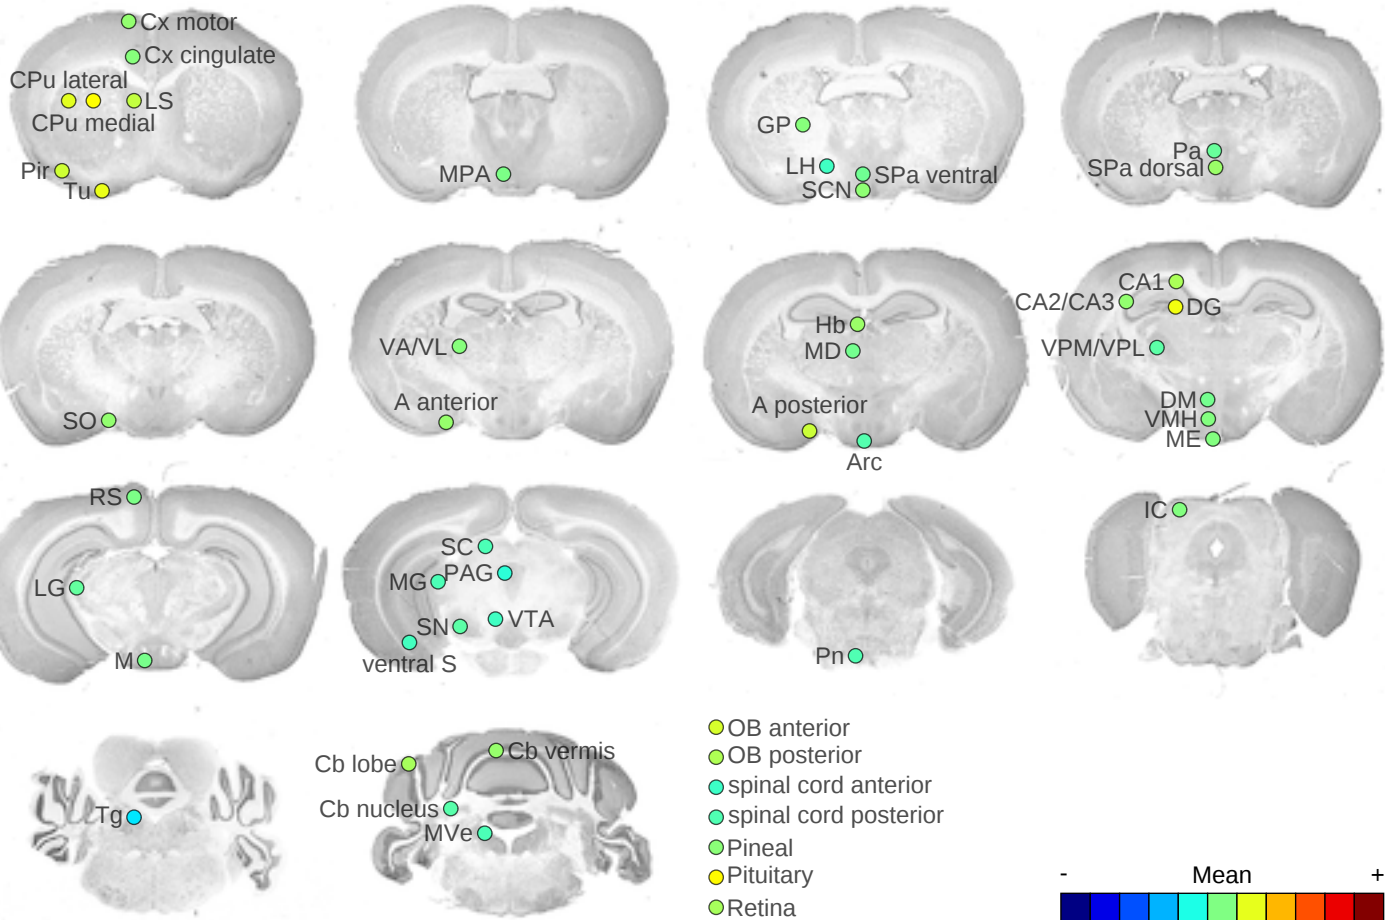 Cx motor
Cx cingulate
CPu lateral
LS
CPu medial
Pir
Tu
MPA
GP
LH
SPa ventral
SCN
Pa
SPa dorsal
SO
VA/VL
A anterior
Hb
MD
A posterior
Arc
CA1
CA2/CA3
DG
VPM/VPL
DM
VMH
ME
RS
LG
M
SC
PAG
MG
VTA
SN
ventral S
Pn
IC
Tg
Cb vermis
Cb lobe
Cb nucleus
MVe
OB anterior
OB posterior
spinal cord anterior
spinal cord posterior
Pineal
Pituitary
Retina
- Mean +